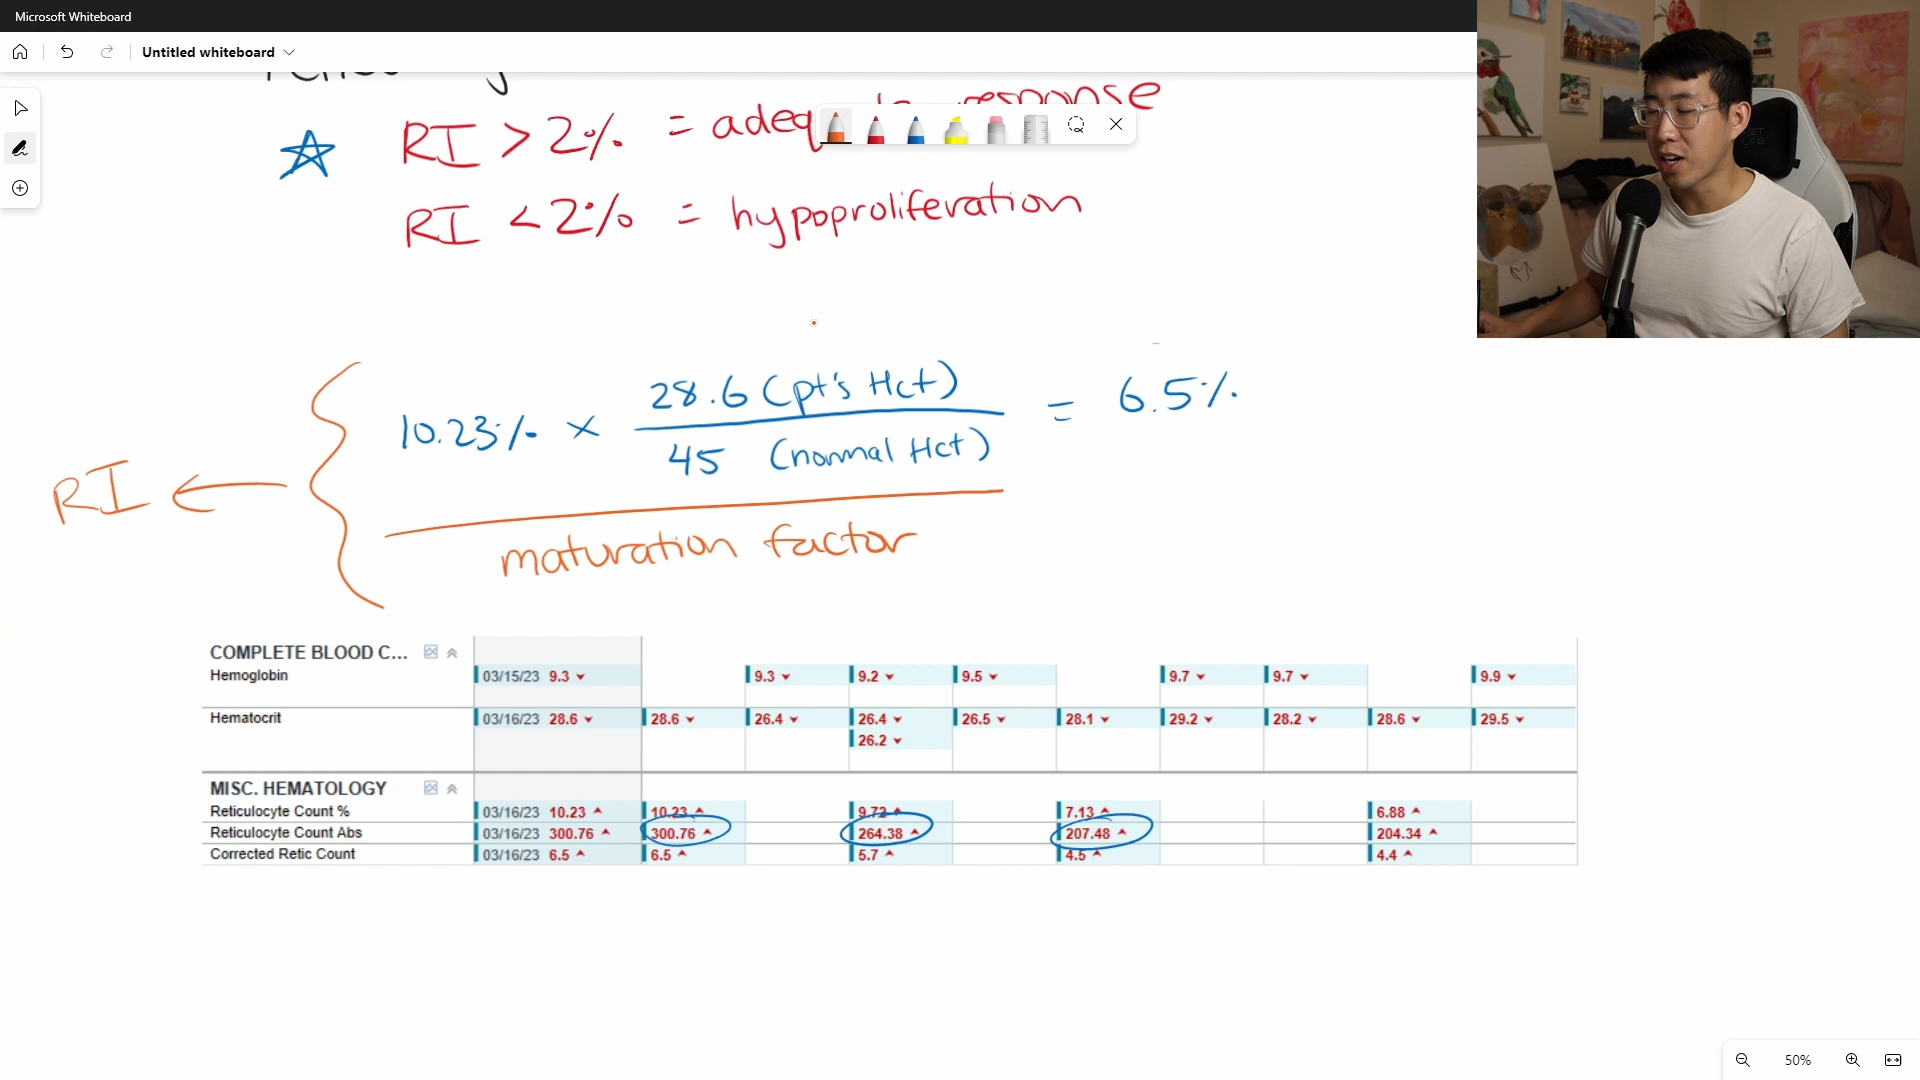 Microsoft Whiteboard
Untitled whiteboard
RI > 2% = adeq response
RI < 2% = hypoproliferation
10.23% × 28.6 (pt's Hct) = 6.5%
45 (normal Hct)
RI ←
maturation factor
COMPLETE BLOOD C...
Hemoglobin 03/15/23 9.3 9.3 9.2 9.5 9.7 9.7 9.9
Hematocrit 03/16/23 28.6 28.6 26.4 26.4 26.5 28.1 29.2 28.2 28.6 29.5
26.2
MISC. HEMATOLOGY
Reticulocyte Count % 03/16/23 10.23 10.23 9.72 7.13 6.88
Reticulocyte Count Abs 03/16/23 300.76 300.76 264.38 207.48 204.34
Corrected Retic Count 03/16/23 6.5 6.5 5.7 4.5 4.4
50%